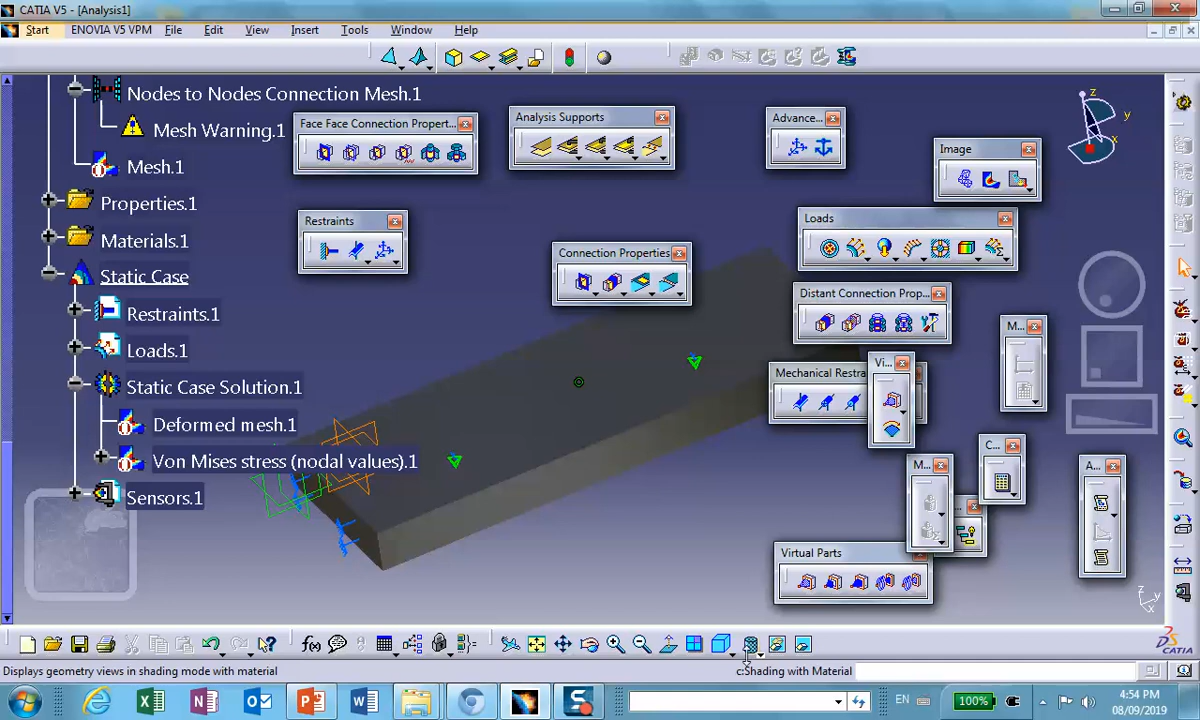 CATIA V5 - [Analysis1]
Start ENOVIA V5 VPM File Edit View Insert Tools Window Help
Nodes to Nodes Connection Mesh.1
Mesh Warning.1
Mesh.1
Properties.1
Materials.1
Static Case
Restraints.1
Loads.1
Static Case Solution.1
Deformed mesh.1
Von Mises stress (nodal values).1
Sensors.1
Face Face Connection Propert...
Analysis Supports
Advance...
Image
Restraints
Loads
Connection Properties
Distant Connection Prop...
M...
Mechanical Restra
Vi...
M...
C...
A...
Virtual Parts
z
y
x
z
y
x
f(x)
DS
CATIA
Displays geometry views in shading mode with material
c:Shading with Material
EN
100%
4:54 PM
08/09/2019